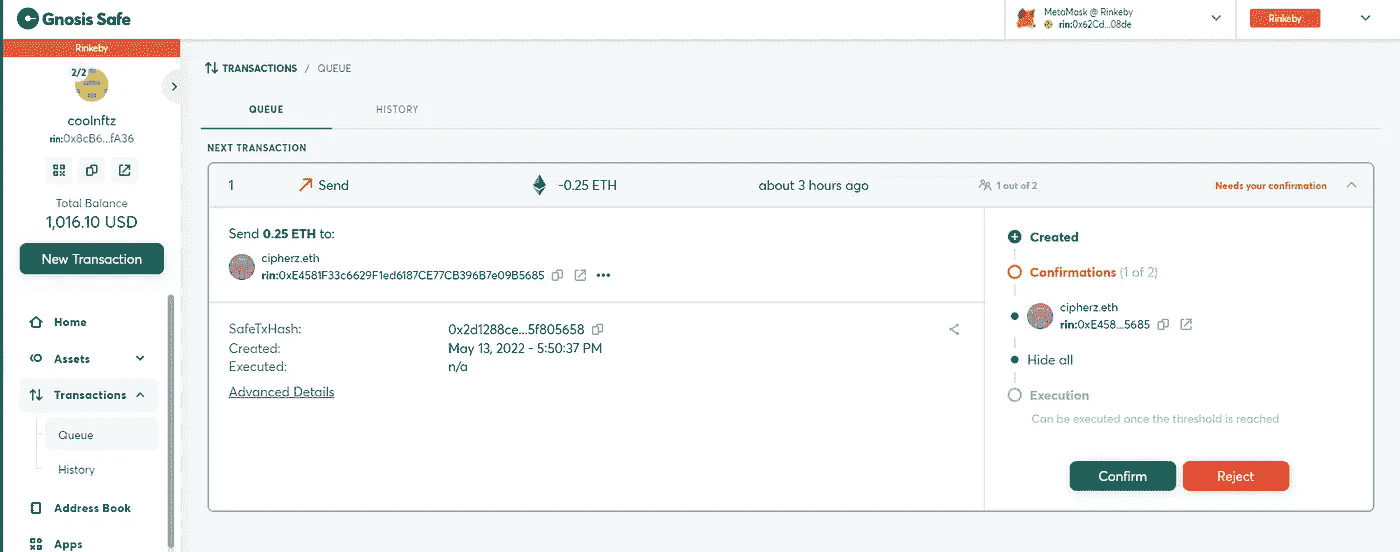 Gnosis Safe
MetaMask @ Rinkeby
rin:0x62Cd...08de
Rinkeby
Rinkeby
2/2
coolnftz
rin:0x8cB6...fA36
Total Balance
1,016.10 USD
New Transaction
Home
Assets
Transactions
Queue
History
Address Book
Apps
TRANSACTIONS / QUEUE
QUEUE HISTORY
NEXT TRANSACTION
1 Send -0.25 ETH about 3 hours ago 1 out of 2 Needs your confirmation
Send 0.25 ETH to:
cipherz.eth
rin:0xE4581F33c6629F1ed6187CE77CB396B7e09B5685
SafeTxHash: 0x2d1288ce...5f805658
Created: May 13, 2022 - 5:50:37 PM
Executed: n/a
Advanced Details
Created
Confirmations (1 of 2)
cipherz.eth
rin:0xE458...5685
Hide all
Execution
Can be executed once the threshold is reached
Confirm Reject